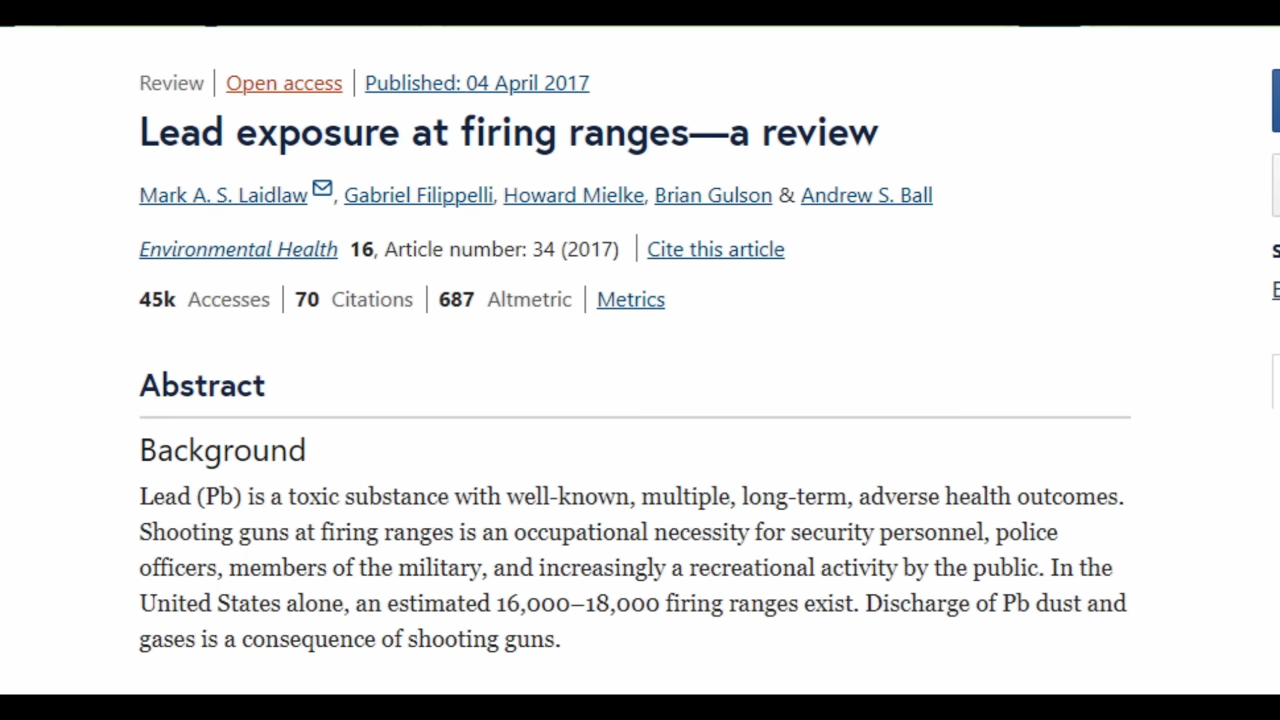 Review | Open access | Published: 04 April 2017
Lead exposure at firing ranges—a review
Mark A. S. Laidlaw, Gabriel Filippelli, Howard Mielke, Brian Gulson & Andrew S. Ball
Environmental Health 16, Article number: 34 (2017) | Cite this article
45k Accesses | 70 Citations | 687 Altmetric | Metrics
Abstract
Background
Lead (Pb) is a toxic substance with well-known, multiple, long-term, adverse health outcomes.
Shooting guns at firing ranges is an occupational necessity for security personnel, police
officers, members of the military, and increasingly a recreational activity by the public. In the
United States alone, an estimated 16,000–18,000 firing ranges exist. Discharge of Pb dust and
gases is a consequence of shooting guns.